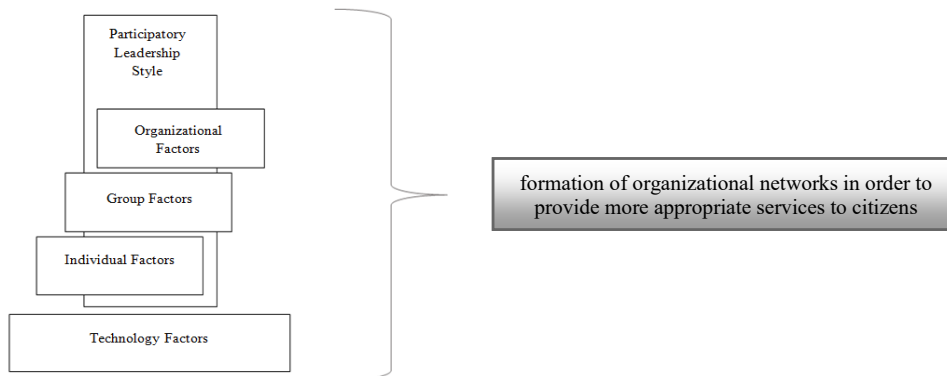 Participatory
Leadership
Style
Organizational
Factors
Group Factors
Individual Factors
Technology Factors
formation of organizational networks in order to
provide more appropriate services to citizens